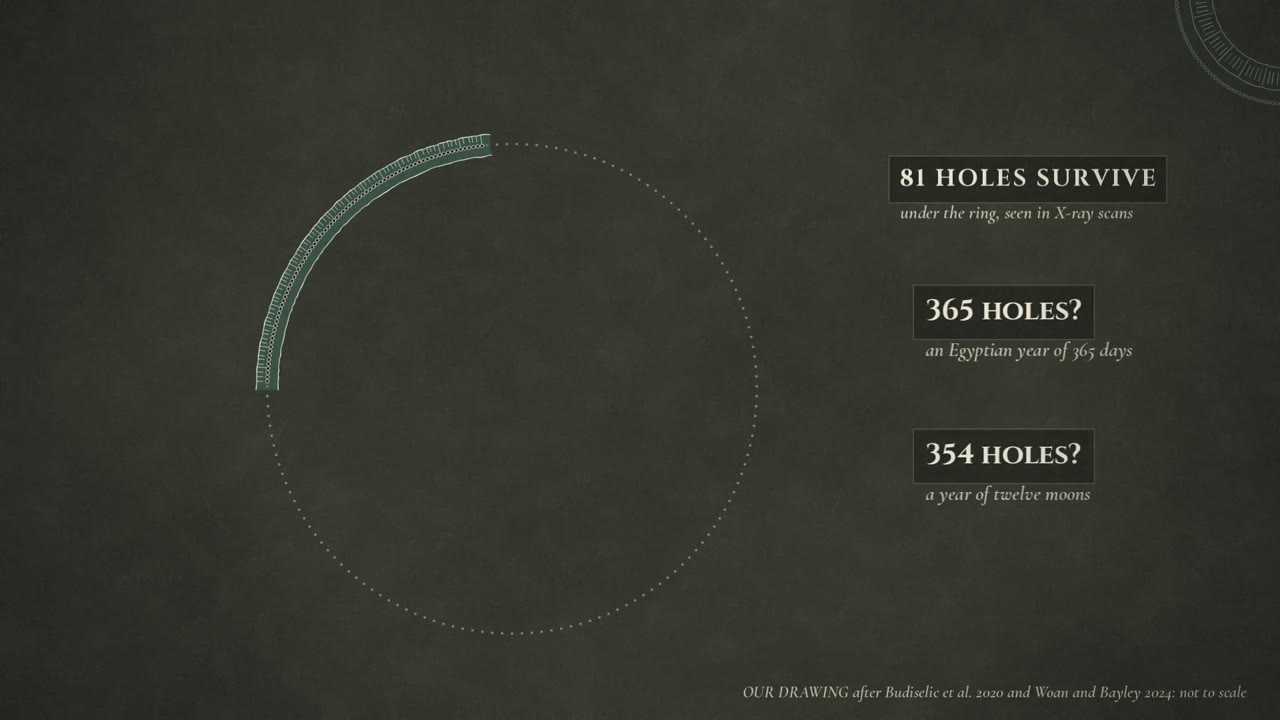 81 HOLES SURVIVE
under the ring, seen in X-ray scans
365 HOLES?
an Egyptian year of 365 days
354 HOLES?
a year of twelve moons
OUR DRAWING after Budiselic et al. 2020 and Woan and Bayley 2024: not to scale